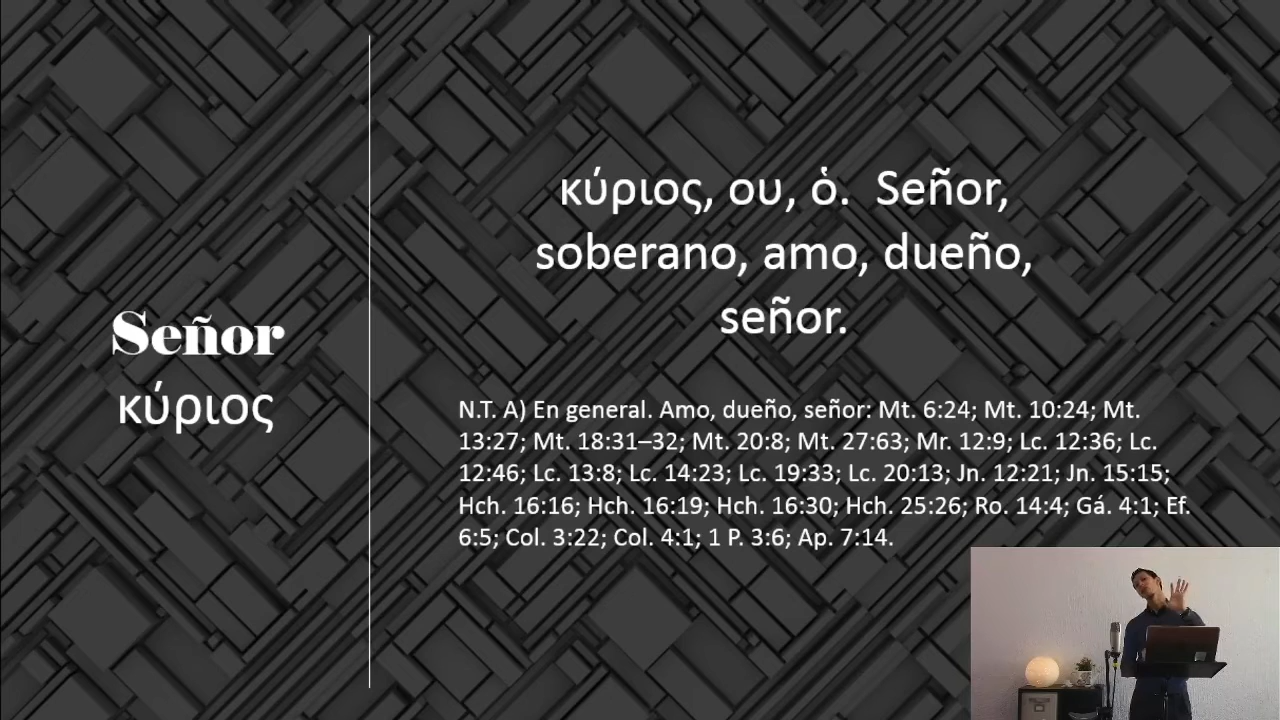 Señor
κύριος
κύριος, ου, ὁ. Señor,
soberano, amo, dueño,
señor.
N.T. A) En general. Amo, dueño, señor: Mt. 6:24; Mt. 10:24; Mt.
13:27; Mt. 18:31–32; Mt. 20:8; Mt. 27:63; Mr. 12:9; Lc. 12:36; Lc.
12:46; Lc. 13:8; Lc. 14:23; Lc. 19:33; Lc. 20:13; Jn. 12:21; Jn. 15:15;
Hch. 16:16; Hch. 16:19; Hch. 16:30; Hch. 25:26; Ro. 14:4; Gá. 4:1; Ef.
6:5; Col. 3:22; Col. 4:1; 1 P. 3:6; Ap. 7:14.